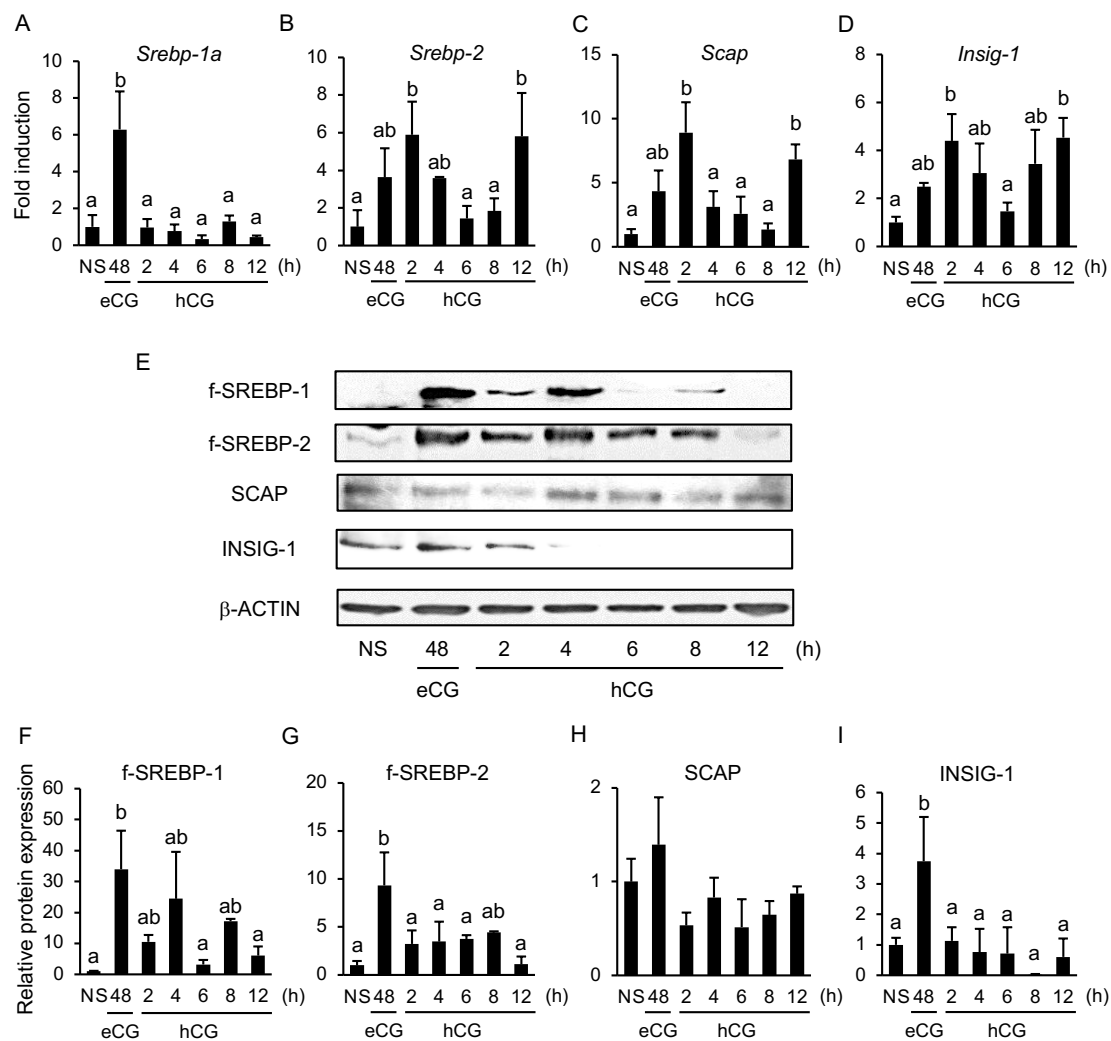 A
Srebp-1a
Fold induction
10
8
6
4
2
0
a
b
a
a
a
a
a
NS 48 2 4 6 8 12 (h)
eCG hCG
B
Srebp-2
10
8
6
4
2
0
a
ab
b
ab
a
a
b
NS 48 2 4 6 8 12 (h)
eCG hCG
C
Scap
15
10
5
0
a
ab
b
a
a
a
b
NS 48 2 4 6 8 12 (h)
eCG hCG
D
Insig-1
8
6
4
2
0
a
ab
b
ab
a
ab
b
NS 48 2 4 6 8 12 (h)
eCG hCG
E
f-SREBP-1
f-SREBP-2
SCAP
INSIG-1
β-ACTIN
NS 48 2 4 6 8 12 (h)
eCG hCG
F
f-SREBP-1
Relative protein expression
60
50
40
30
20
10
0
a
b
ab
ab
a
ab
a
NS 48 2 4 6 8 12 (h)
eCG hCG
G
f-SREBP-2
20
15
10
5
0
a
b
a
a
a
ab
a
NS 48 2 4 6 8 12 (h)
eCG hCG
H
SCAP
2
1
0
NS 48 2 4 6 8 12 (h)
eCG hCG
I
INSIG-1
6
5
4
3
2
1
0
a
b
a
a
a
a
a
NS 48 2 4 6 8 12 (h)
eCG hCG